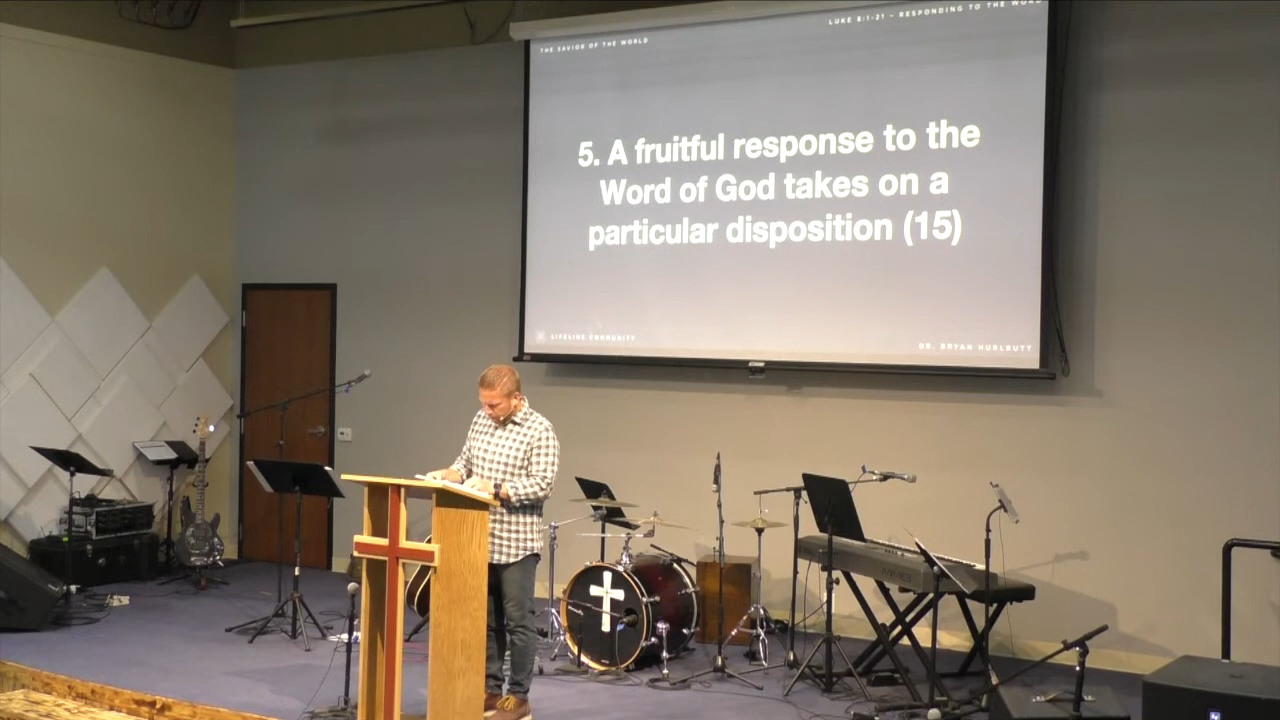 THE SAVIOR OF THE WORLD
LUKE 8:1-21 – RESPONDING TO THE WORD
5. A fruitful response to the
Word of God takes on a
particular disposition (15)
LIFELINE COMMUNITY
DR. BRYAN HURLBUTT